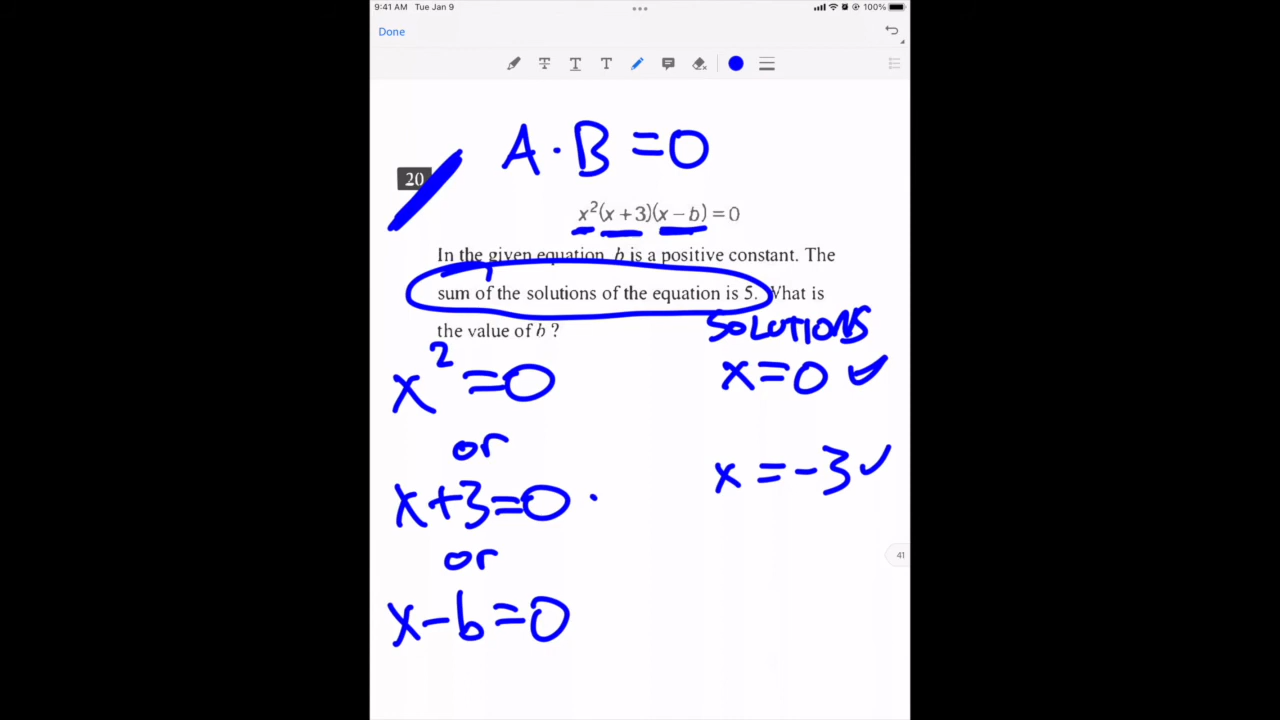 9:41 AM Tue Jan 9
100%
Done
T T T
A · B = 0
20
x²(x + 3)(x − b) = 0
In the given equation, b is a positive constant. The
sum of the solutions of the equation is 5. What is
the value of b ?
SOLUTIONS
x² = 0
x = 0 ✓
or
x = -3 ✓
x+3=0 .
or
41
x-b=0